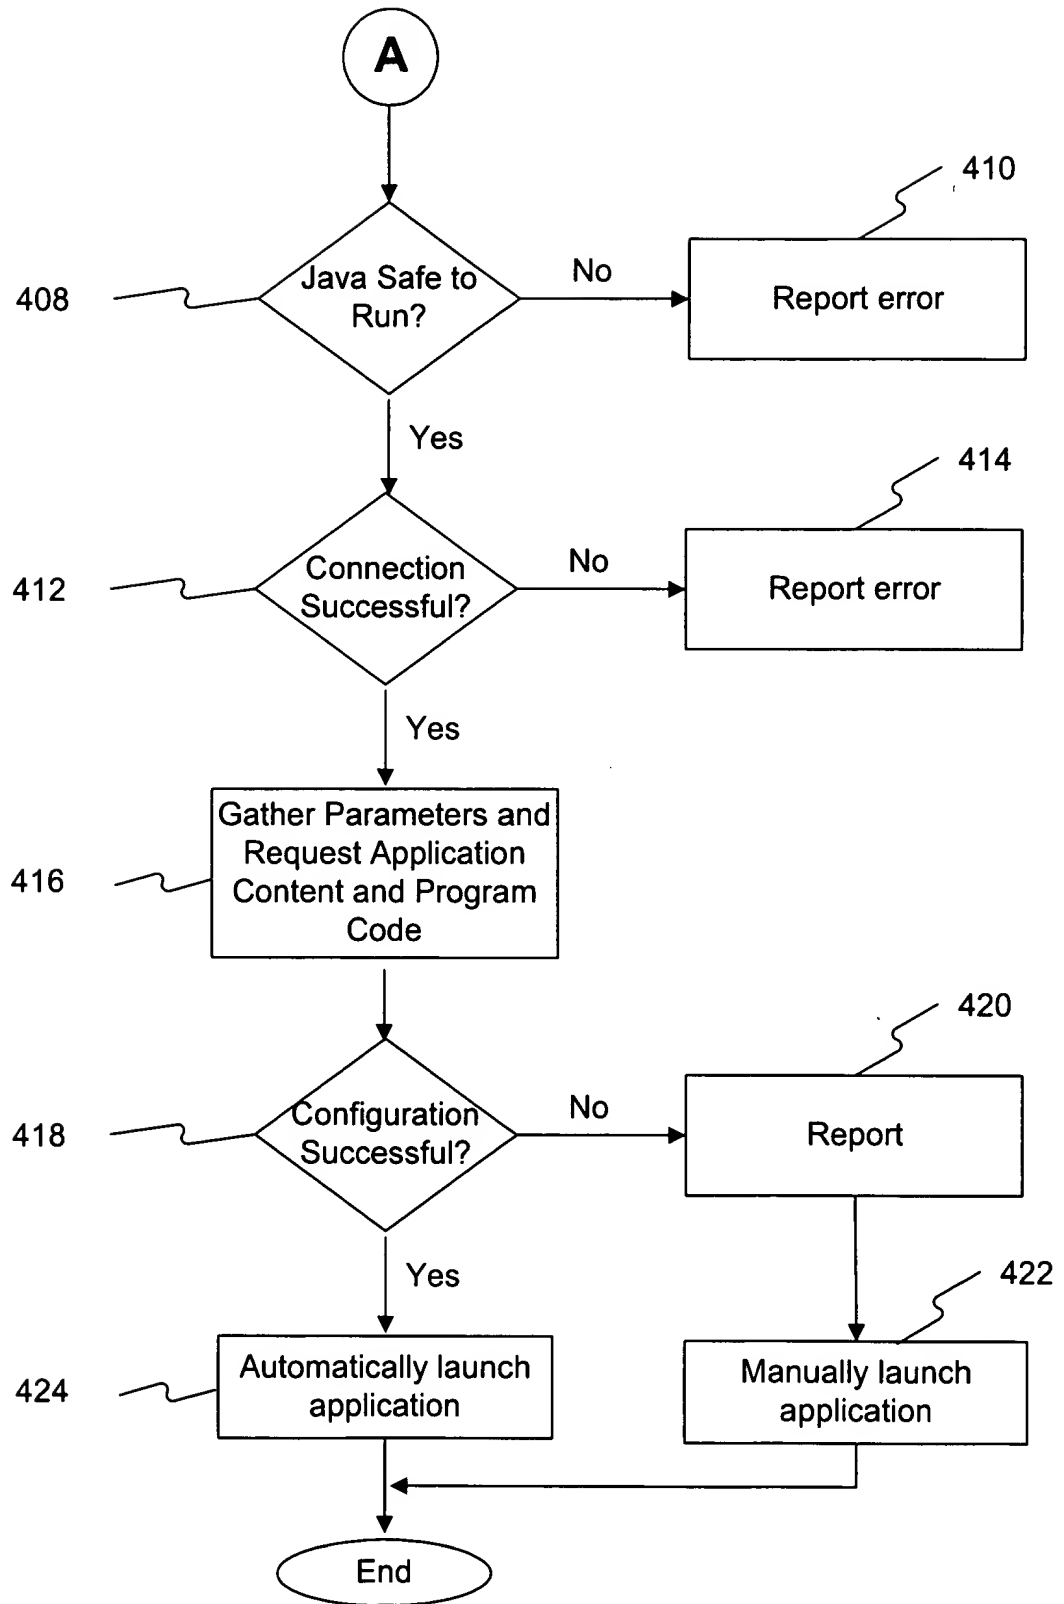 A
410
Java Safe to
Run?
No
Report error
408
Yes
414
Connection
Successful?
No
Report error
412
Yes
Gather Parameters and
Request Application
Content and Program
Code
416
420
Configuration
Successful?
No
Report
418
Yes
422
Automatically launch
application
Manually launch
application
424
End